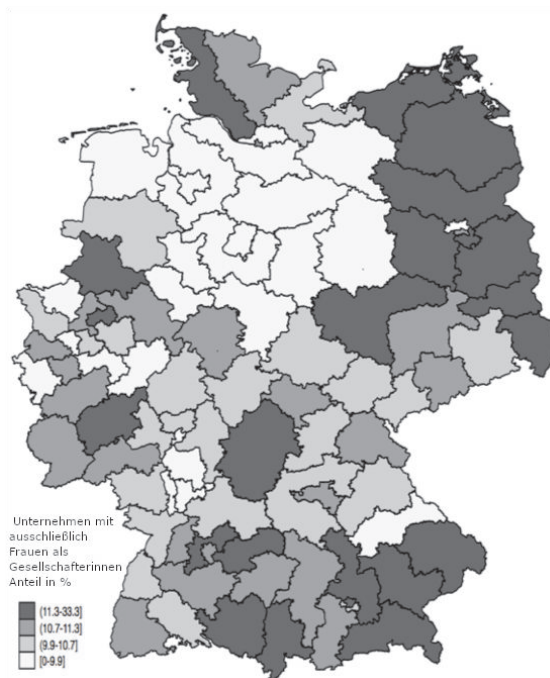 Unternehmen mit
ausschließlich
Frauen als
Gesellschafterinnen
Anteil in %
(11.3-33.3]
(10.7-11.3]
(9.9-10.7]
[0-9.9]